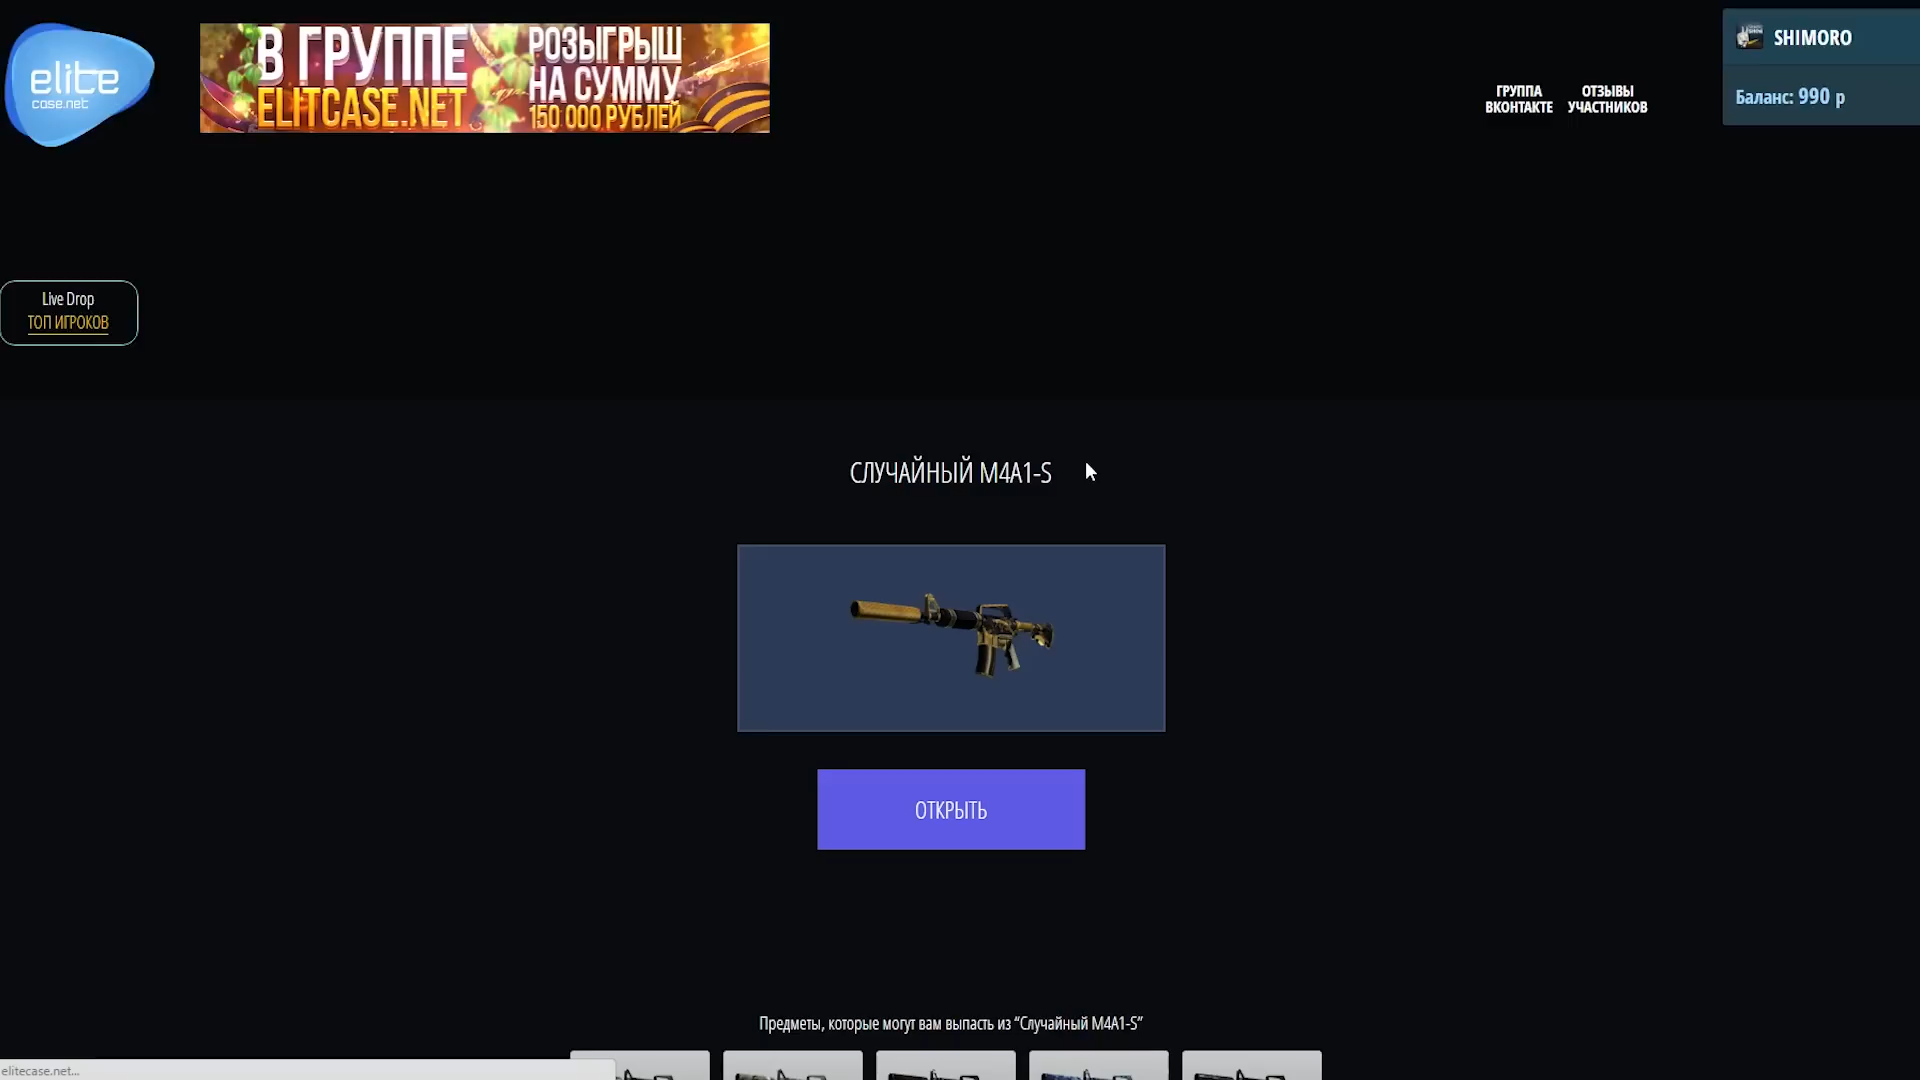 elite
case.net
В ГРУППЕ
ELITCASE.NET
РОЗЫГРЫШ
НА СУММУ
150 000 РУБЛЕЙ
ГРУППА
ВКОНТАКТЕ
ОТЗЫВЫ
УЧАСТНИКОВ
SHIMORO
Баланс: 990 р
Live Drop
ТОП ИГРОКОВ
СЛУЧАЙНЫЙ M4A1-S
ОТКРЫТЬ
Предметы, которые могут вам выпасть из “Случайный M4A1-S”
elitecase.net...